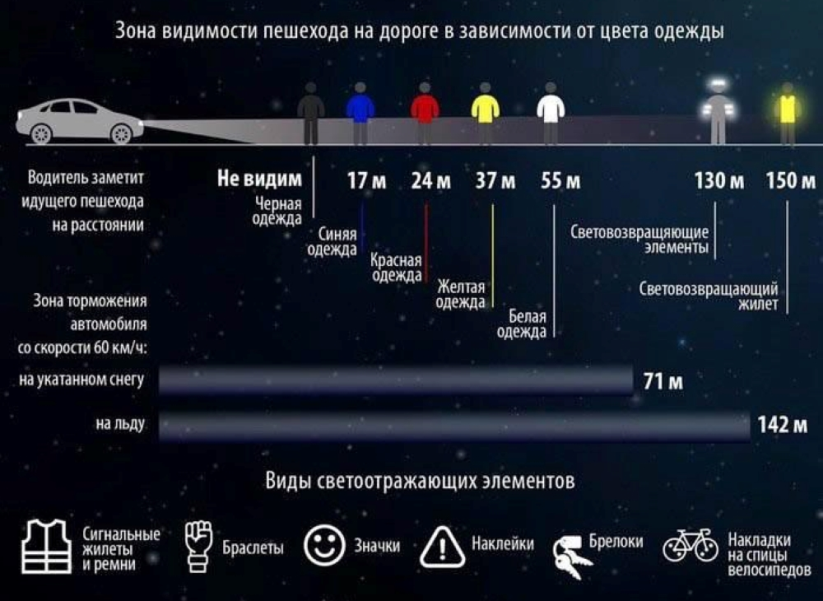 Зона видимости пешехода на дороге в зависимости от цвета одежды
Водитель заметит
идущего пешехода
на расстоянии
Не видим
Черная
одежда
17 м
Синяя
одежда
24 м
Красная
одежда
37 м
Желтая
одежда
55 м
Белая
одежда
130 м
Световозвращяющие
элементы
150 м
Световозвращающий
жилет
Зона торможения
автомобиля
со скорости 60 км/ч:
на укатанном снегу
71 м
на льду
142 м
Виды светоотражающих элементов
Сигнальные
жилеты
и ремни
Браслеты
Значки
Наклейки
Брелоки
Накладки
на спицы
велосипедов